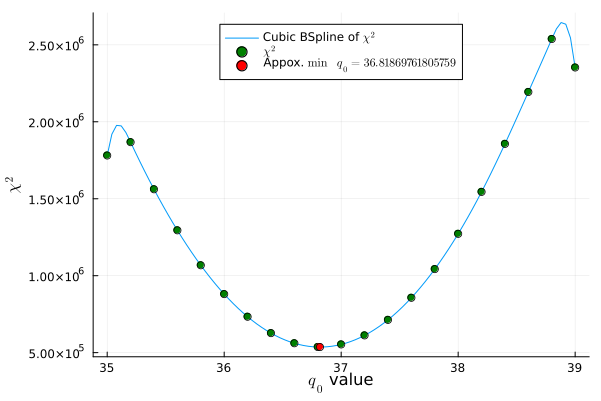 Cubic BSpline of χ²
χ²
Appox. min q₀ = 36.81869761805759
2.50×10⁶
2.00×10⁶
1.50×10⁶
1.00×10⁶
5.00×10⁵
χ²
35 36 37 38 39
q₀ value